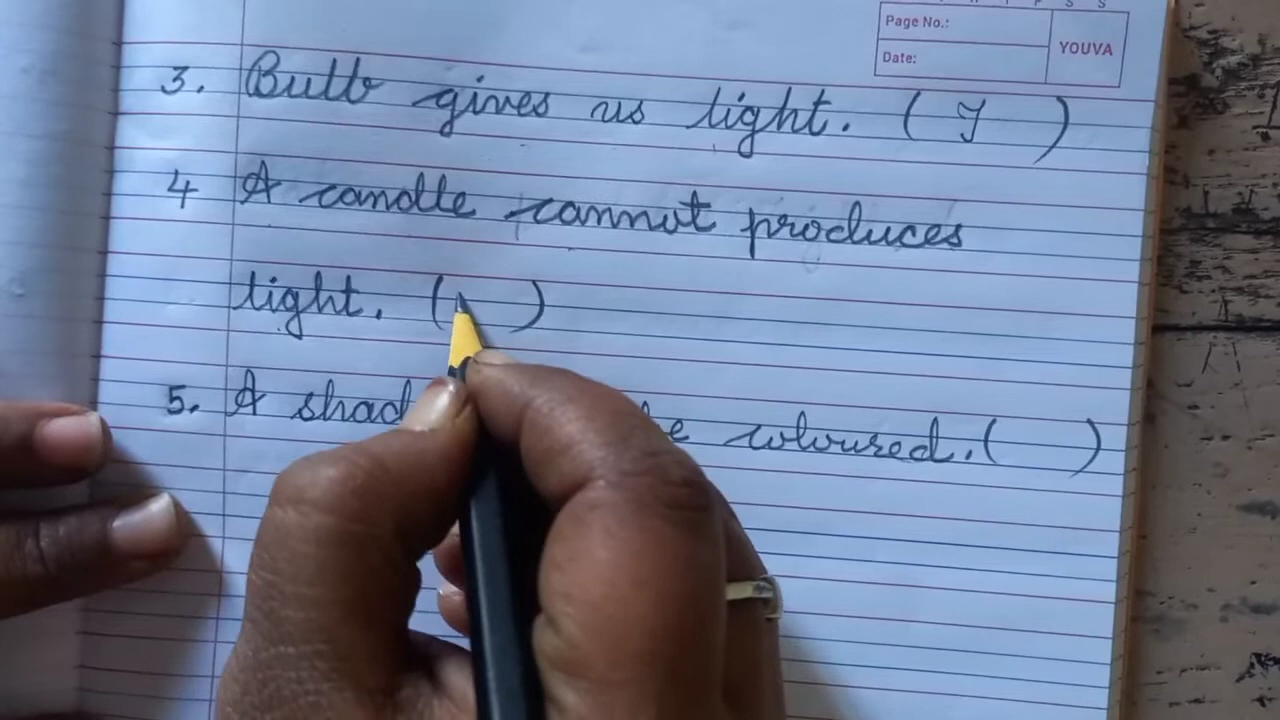 Page No.:
YOUVA
Date:
3. Bulb gives us light. ( T )
4 A candle cannot produces
light. ( )
5. A shad e coloured. ( )